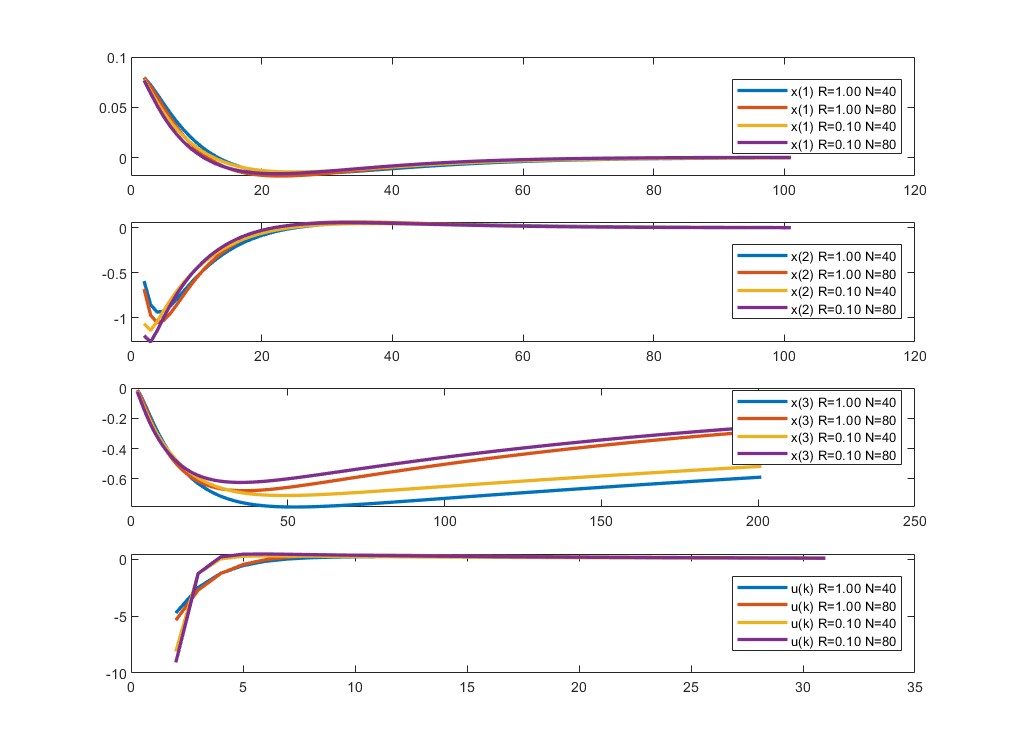 0.1
0.05
0
0 20 40 60 80 100 120
x(1) R=1.00 N=40
x(1) R=1.00 N=80
x(1) R=0.10 N=40
x(1) R=0.10 N=80
0
-0.5
-1
0 20 40 60 80 100 120
x(2) R=1.00 N=40
x(2) R=1.00 N=80
x(2) R=0.10 N=40
x(2) R=0.10 N=80
0
-0.2
-0.4
-0.6
0 50 100 150 200 250
x(3) R=1.00 N=40
x(3) R=1.00 N=80
x(3) R=0.10 N=40
x(3) R=0.10 N=80
0
-5
-10
0 5 10 15 20 25 30 35
u(k) R=1.00 N=40
u(k) R=1.00 N=80
u(k) R=0.10 N=40
u(k) R=0.10 N=80